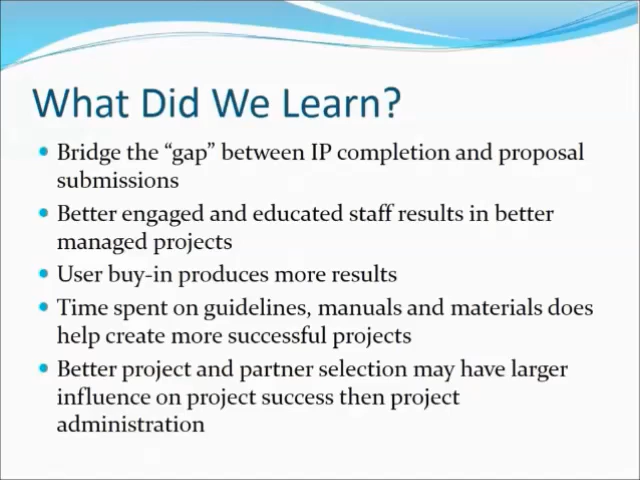 What Did We Learn?
Bridge the “gap” between IP completion and proposal
submissions
Better engaged and educated staff results in better
managed projects
User buy-in produces more results
Time spent on guidelines, manuals and materials does
help create more successful projects
Better project and partner selection may have larger
influence on project success then project
administration